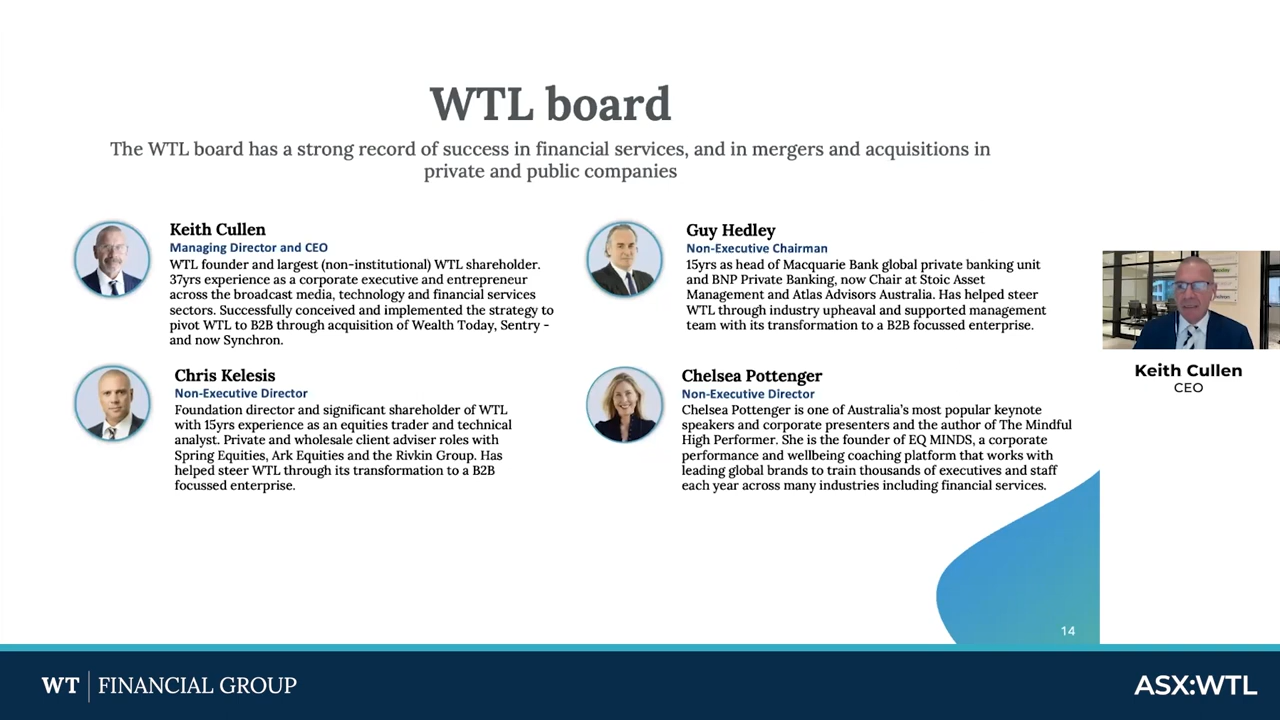 WTL board
The WTL board has a strong record of success in financial services, and in mergers and acquisitions in
private and public companies
Keith Cullen
Managing Director and CEO
WTL founder and largest (non-institutional) WTL shareholder.
37yrs experience as a corporate executive and entrepreneur
across the broadcast media, technology and financial services
sectors. Successfully conceived and implemented the strategy to
pivot WTL to B2B through acquisition of Wealth Today, Sentry -
and now Synchron.
Guy Hedley
Non-Executive Chairman
15yrs as head of Macquarie Bank global private banking unit
and BNP Private Banking, now Chair at Stoic Asset
Management and Atlas Advisors Australia. Has helped steer
WTL through industry upheaval and supported management
team with its transformation to a B2B focussed enterprise.
Chris Kelesis
Non-Executive Director
Foundation director and significant shareholder of WTL
with 15yrs experience as an equities trader and technical
analyst. Private and wholesale client adviser roles with
Spring Equities, Ark Equities and the Rivkin Group. Has
helped steer WTL through its transformation to a B2B
focussed enterprise.
Chelsea Pottenger
Non-Executive Director
Chelsea Pottenger is one of Australia's most popular keynote
speakers and corporate presenters and the author of The Mindful
High Performer. She is the founder of EQ MINDS, a corporate
performance and wellbeing coaching platform that works with
leading global brands to train thousands of executives and staff
each year across many industries including financial services.
Keith Cullen
CEO
14
WT FINANCIAL GROUP
ASX:WTL